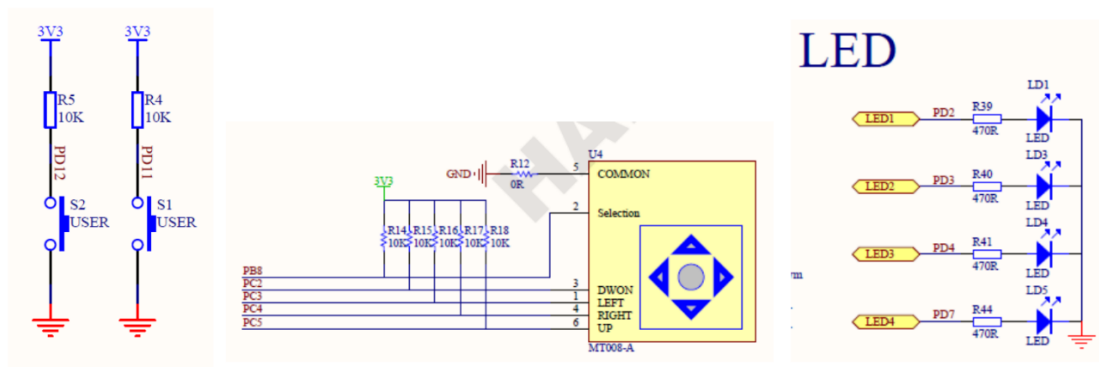 3V3 3V3
R5 R4
10K 10K
PD12 PD11
S2 S1
USER USER
U4
GND R12 5 COMMON
0R
3V3
2 Selection
R14 R15 R16 R17 R18
10K 10K 10K 10K 10K
PB8
PC2 3 DWON
PC3 1 LEFT
PC4 4 RIGHT
PC5 6 UP
MT008-A
HA
LED
LD1
LED1 PD2 R39
470R LED
LD3
LED2 PD3 R40
470R LED
LD4
LED3 PD4 R41
470R LED
LD5
LED4 PD7 R44
470R LED